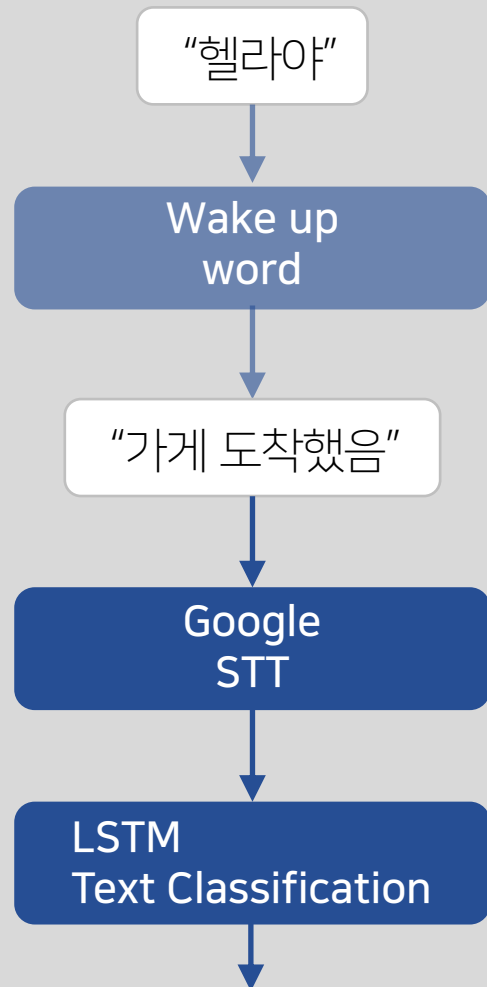 “헬라야”
Wake up
word
“가게 도착했음”
Google
STT
LSTM
Text Classification